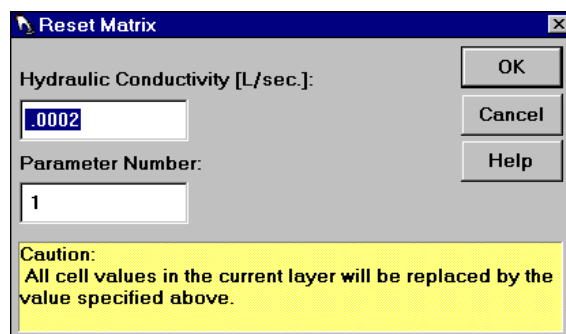 Reset Matrix
Hydraulic Conductivity [L/sec.]:
.0002
Parameter Number:
1
OK
Cancel
Help
Caution:
All cell values in the current layer will be replaced by the
value specified above.